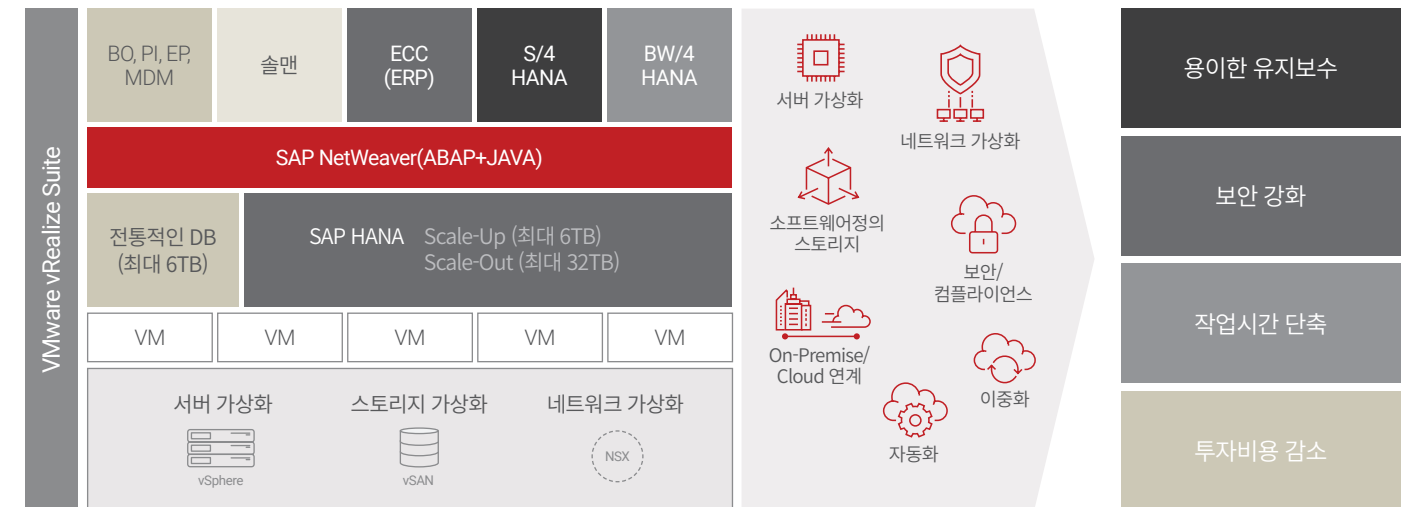 VMware vRealize Suite
BO, PI, EP,
MDM
솔맨
ECC
(ERP)
S/4
HANA
BW/4
HANA
SAP NetWeaver(ABAP+JAVA)
전통적인 DB
(최대 6TB)
SAP HANA Scale-Up (최대 6TB)
Scale-Out (최대 32TB)
VM
VM
VM
VM
VM
서버 가상화
스토리지 가상화
네트워크 가상화
vSphere
vSAN
NSX
서버 가상화
네트워크 가상화
소프트웨어정의
스토리지
보안/
컴플라이언스
On-Premise/
Cloud 연계
이중화
자동화
용이한 유지보수
보안 강화
작업시간 단축
투자비용 감소